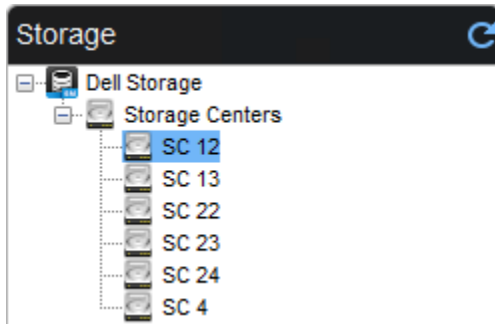 Storage
Dell Storage
Storage Centers
SC 12
SC 13
SC 22
SC 23
SC 24
SC 4